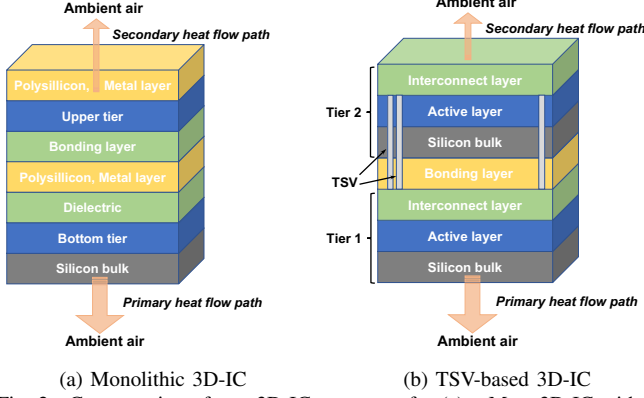 Ambient air
Secondary heat flow path
Polysillicon, Metal layer
Upper tier
Bonding layer
Polysillicon, Metal layer
Dielectric
Bottom tier
Silicon bulk
Primary heat flow path
Ambient air
(a) Monolithic 3D-IC
Ambient air
Secondary heat flow path
Interconnect layer
Tier 2
Active layer
Silicon bulk
TSV
Bonding layer
Interconnect layer
Tier 1
Active layer
Silicon bulk
Primary heat flow path
Ambient air
(b) TSV-based 3D-IC